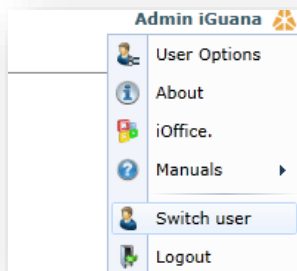 Admin iGuana
User Options
About
iOffice.
Manuals
Switch user
Logout